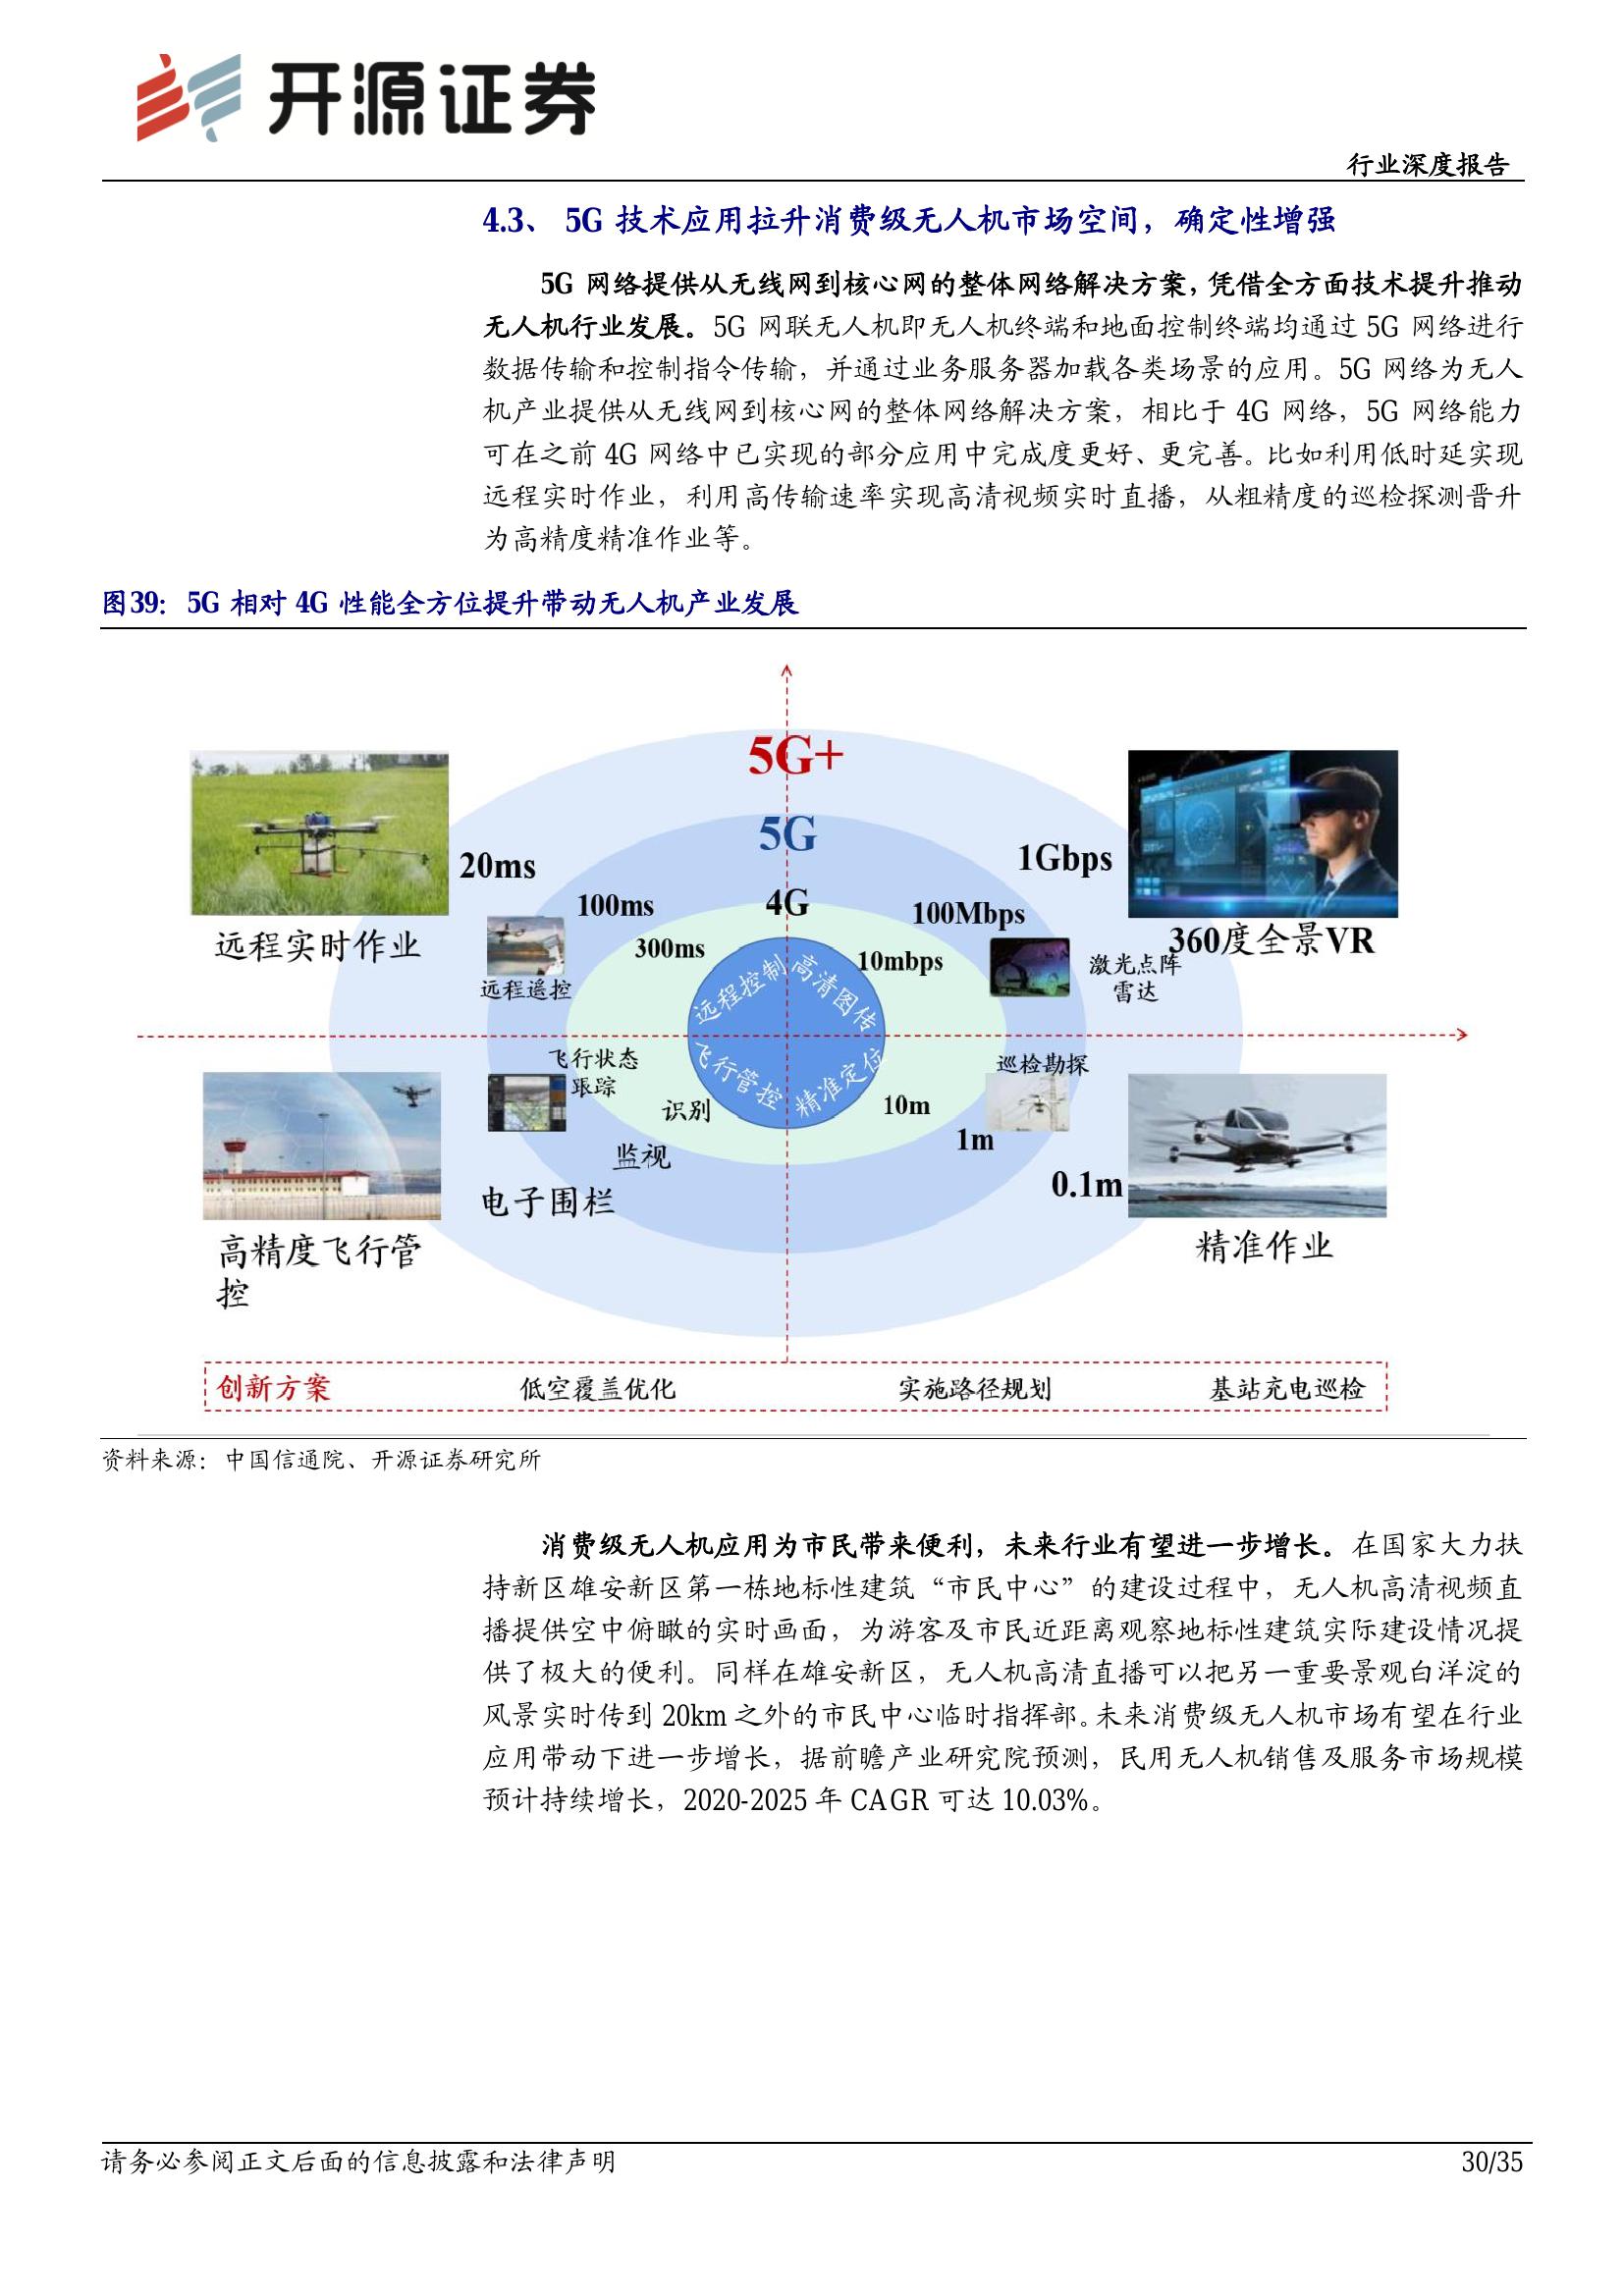 开源证券
行业深度报告
4.3、 5G 技术应用拉升消费级无人机市场空间，确定性增强
5G 网络提供从无线网到核心网的整体网络解决方案，凭借全方面技术提升推动
无人机行业发展。5G 网联无人机即无人机终端和地面控制终端均通过 5G 网络进行
数据传输和控制指令传输，并通过业务服务器加载各类场景的应用。5G 网络为无人
机产业提供从无线网到核心网的整体网络解决方案，相比于 4G 网络，5G 网络能力
可在之前 4G 网络中已实现的部分应用中完成度更好、更完善。比如利用低时延实现
远程实时作业，利用高传输速率实现高清视频实时直播，从粗精度的巡检探测晋升
为高精度精准作业等。
图39： 5G 相对 4G 性能全方位提升带动无人机产业发展
5G+
5G
4G
20ms
100ms
300ms
1Gbps
100Mbps
10mbps
远程实时作业
远程遥控
360度全景VR
激光点阵
雷达
远程控制
高清图传
飞行管控
精准定位
飞行状态
跟踪
识别
监视
电子围栏
高精度飞行管
控
巡检勘探
10m
1m
0.1m
精准作业
创新方案 低空覆盖优化 实施路径规划 基站充电巡检
资料来源：中国信通院、开源证券研究所
消费级无人机应用为市民带来便利，未来行业有望进一步增长。在国家大力扶
持新区雄安新区第一栋地标性建筑“市民中心”的建设过程中，无人机高清视频直
播提供空中俯瞰的实时画面，为游客及市民近距离观察地标性建筑实际建设情况提
供了极大的便利。同样在雄安新区，无人机高清直播可以把另一重要景观白洋淀的
风景实时传到 20km 之外的市民中心临时指挥部。未来消费级无人机市场有望在行业
应用带动下进一步增长，据前瞻产业研究院预测，民用无人机销售及服务市场规模
预计持续增长，2020-2025 年 CAGR 可达 10.03%。
请务必参阅正文后面的信息披露和法律声明 30/35